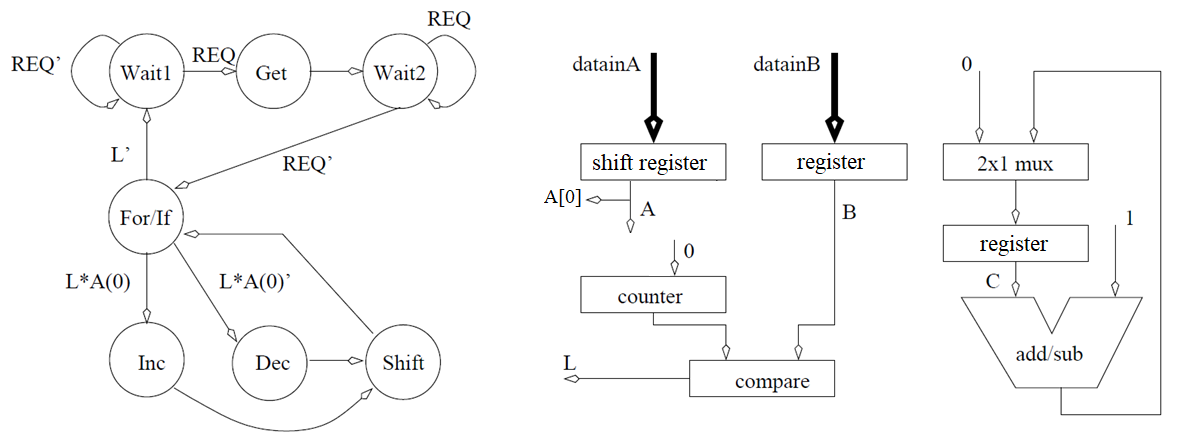 REQ
REQ’
Wait1
REQ
Get
Wait2
L’
REQ’
For/If
L*A(0)
L*A(0)’
Inc
Dec
Shift
datainA
datainB
0
shift register
register
2x1 mux
A[0]
A
B
1
0
register
counter
C
add/sub
L
compare